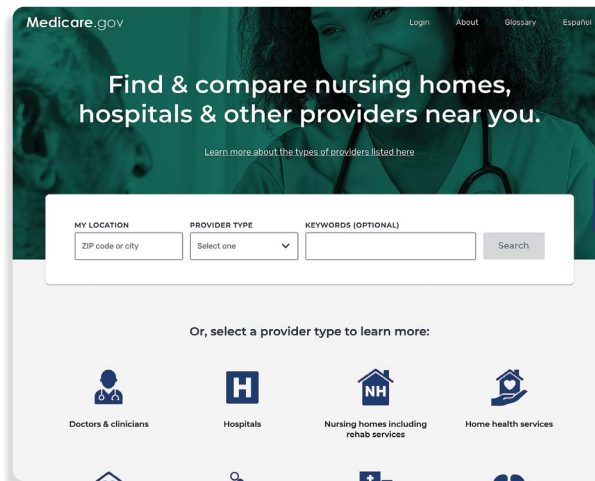 Medicare.gov
Login About Glossary Español
Find & compare nursing homes,
hospitals & other providers near you.
Learn more about the types of providers listed here
MY LOCATION PROVIDER TYPE KEYWORDS (OPTIONAL)
ZIP code or city Select one Search
Or, select a provider type to learn more:
H NH
Doctors & clinicians Hospitals Nursing homes including Home health services
rehab services